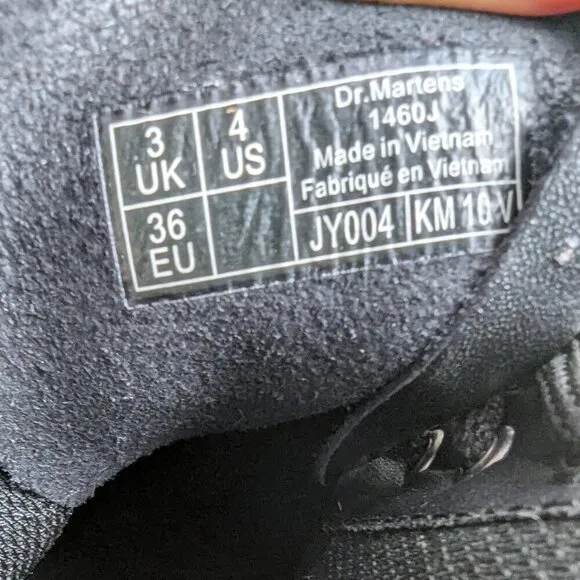 3
UK
4
US
36
EU
Dr.Martens
1460J
Made in Vietnam
Fabriqué en Vietnam
JY004
KM 10 V